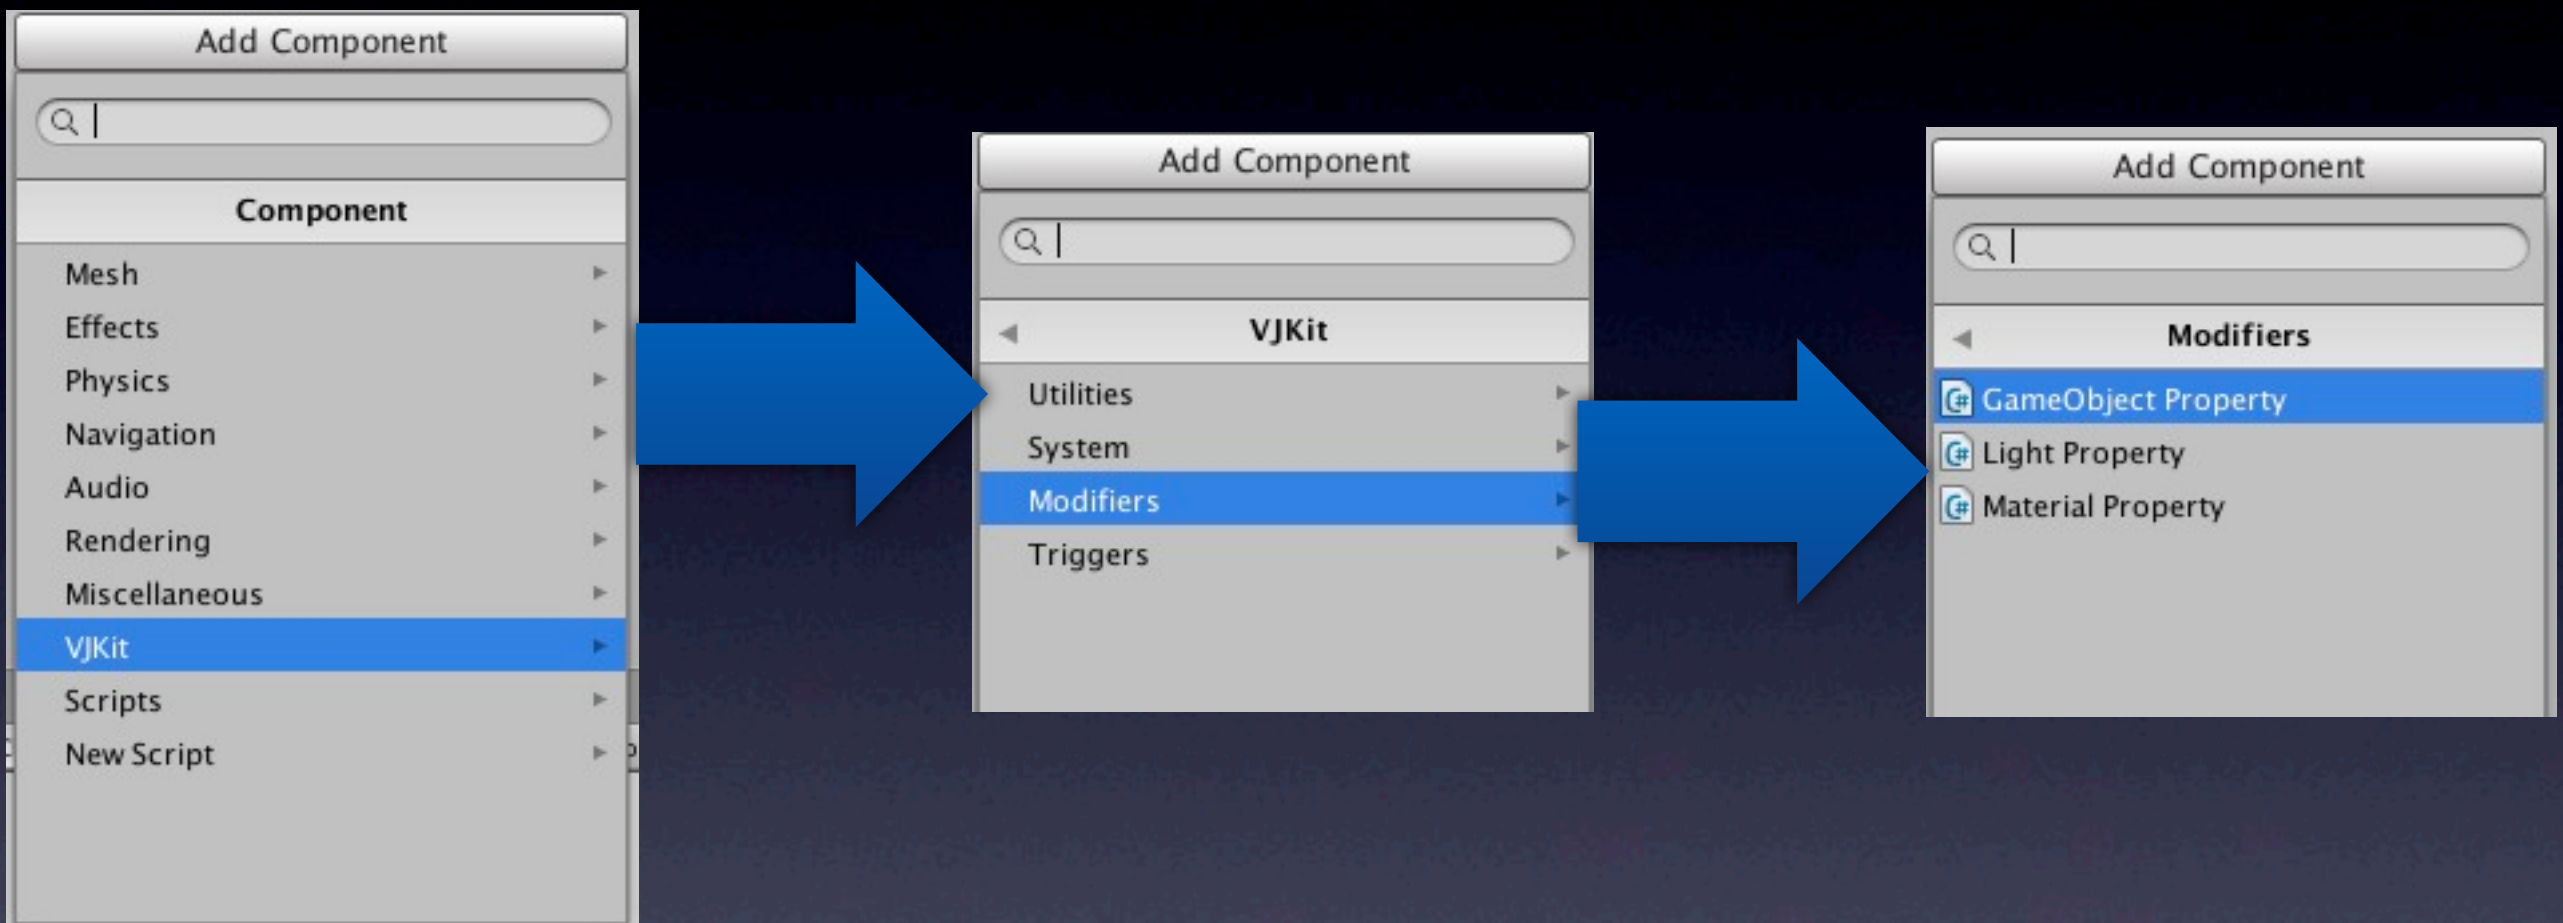 Add Component
Component
Mesh
Effects
Physics
Navigation
Audio
Rendering
Miscellaneous
VJKit
Scripts
New Script
Add Component
VJKit
Utilities
System
Modifiers
Triggers
Add Component
Modifiers
GameObject Property
Light Property
Material Property